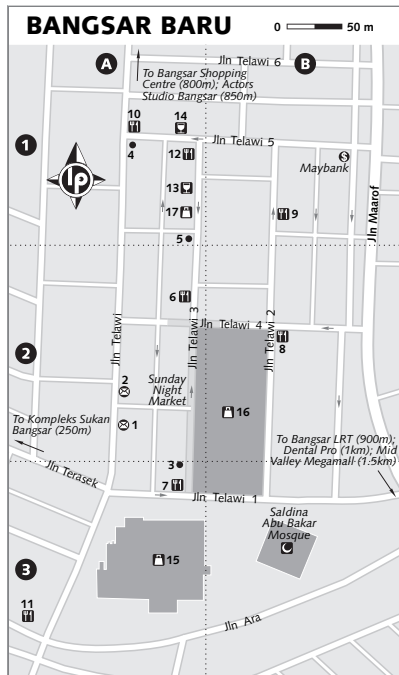 BANGSAR BARU
0 50 m
A
B
Jln Telawi 6
To Bangsar Shopping
Centre (800m); Actors
Studio Bangsar (850m)
10
14
1
4
12
Jln Telawi 5
$
Maybank
lp
13
17
9
Jln Maarof
5
6
Jln Telawi 3
Jln Telawi 4
Jln Telawi 2
8
2
Jln Telawi
2
Sunday
Night
Market
16
1
To Kompleks Sukan
Bangsar (250m)
To Bangsar LRT (900m);
Dental Pro (1km); Mid
Valley Megamall (1.5km)
3
Jln Terasek
7
Jln Telawi 1
Saldina
Abu Bakar
Mosque
15
3
11
Jln Ara